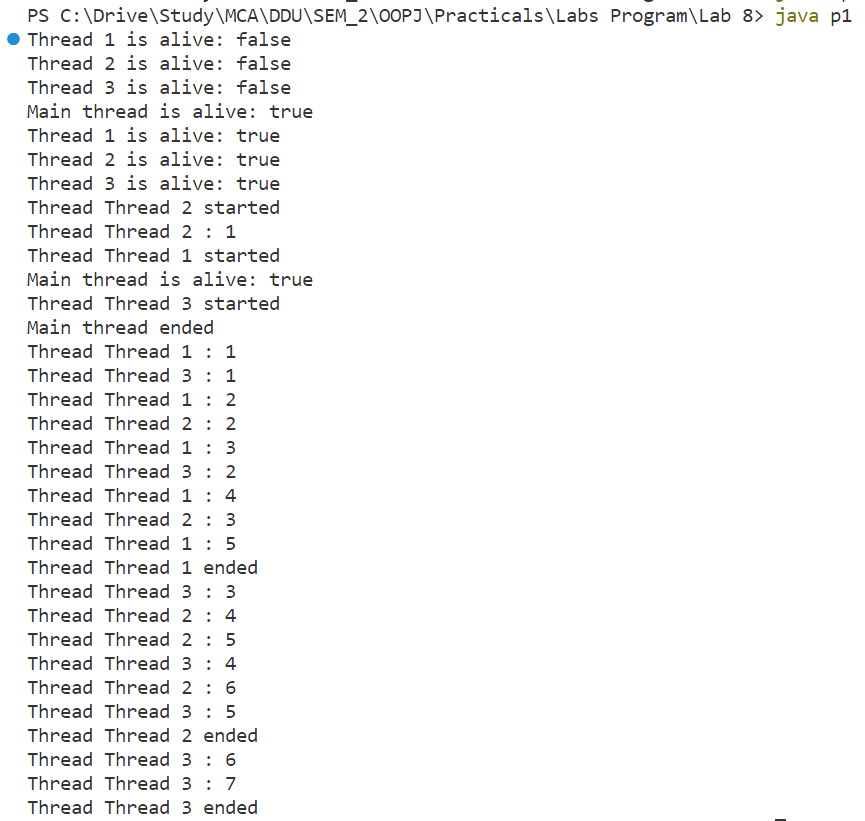 PS C:\Drive\Study\MCA\DDU\SEM_2\OOPJ\Practicals\Labs Program\Lab 8> java p1
Thread 1 is alive: false
Thread 2 is alive: false
Thread 3 is alive: false
Main thread is alive: true
Thread 1 is alive: true
Thread 2 is alive: true
Thread 3 is alive: true
Thread Thread 2 started
Thread Thread 2 : 1
Thread Thread 1 started
Main thread is alive: true
Thread Thread 3 started
Main thread ended
Thread Thread 1 : 1
Thread Thread 3 : 1
Thread Thread 1 : 2
Thread Thread 2 : 2
Thread Thread 1 : 3
Thread Thread 3 : 2
Thread Thread 1 : 4
Thread Thread 2 : 3
Thread Thread 1 : 5
Thread Thread 1 ended
Thread Thread 3 : 3
Thread Thread 2 : 4
Thread Thread 2 : 5
Thread Thread 3 : 4
Thread Thread 2 : 6
Thread Thread 3 : 5
Thread Thread 2 ended
Thread Thread 3 : 6
Thread Thread 3 : 7
Thread Thread 3 ended